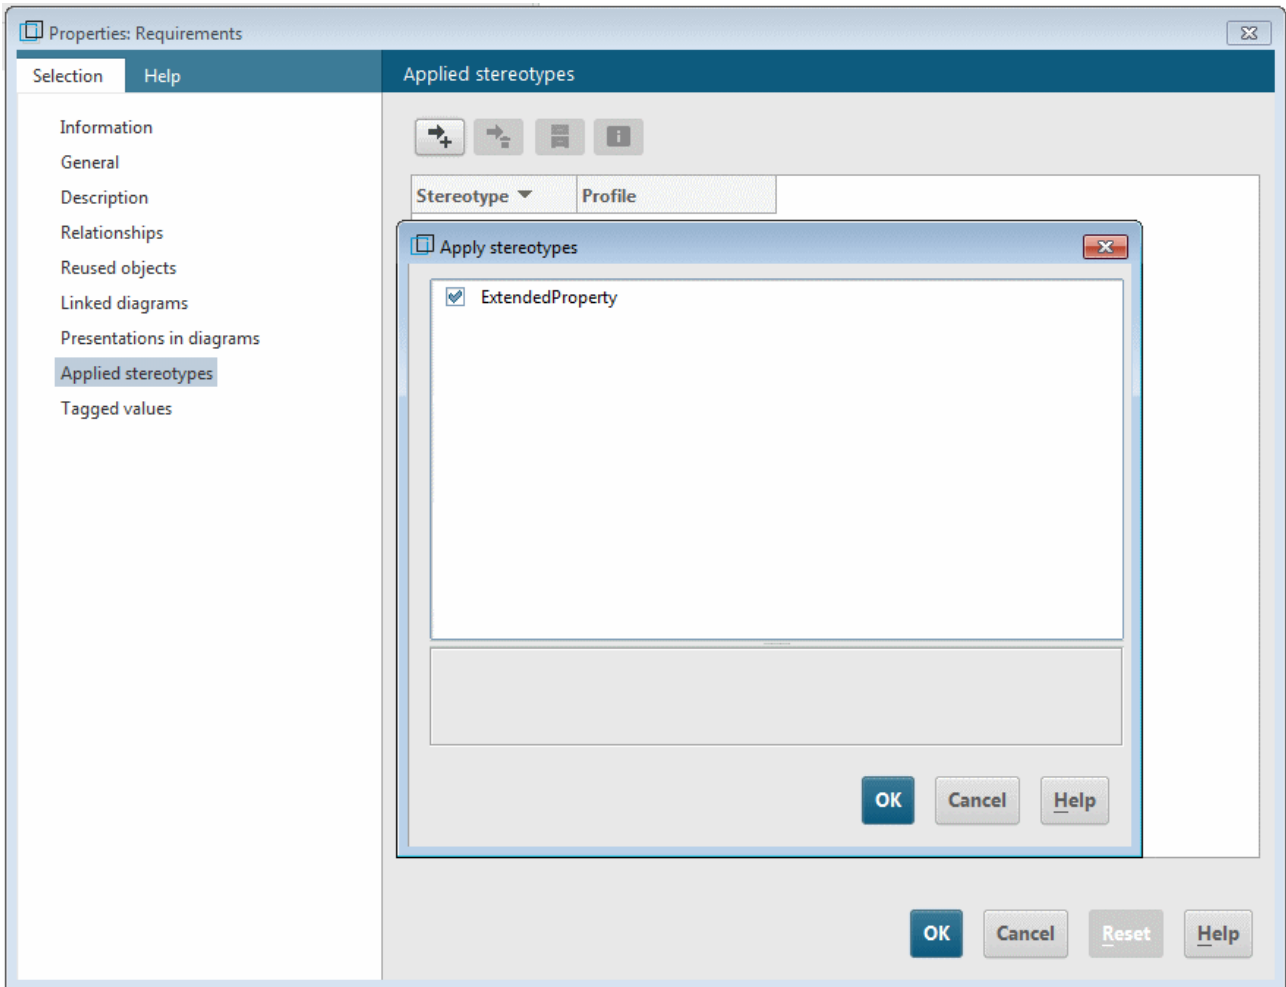 Properties: Requirements
Selection Help
Applied stereotypes
Information
General
Description
Relationships
Reused objects
Linked diagrams
Presentations in diagrams
Applied stereotypes
Tagged values
Stereotype Profile
Apply stereotypes
ExtendedProperty
OK Cancel Help
OK Cancel Reset Help